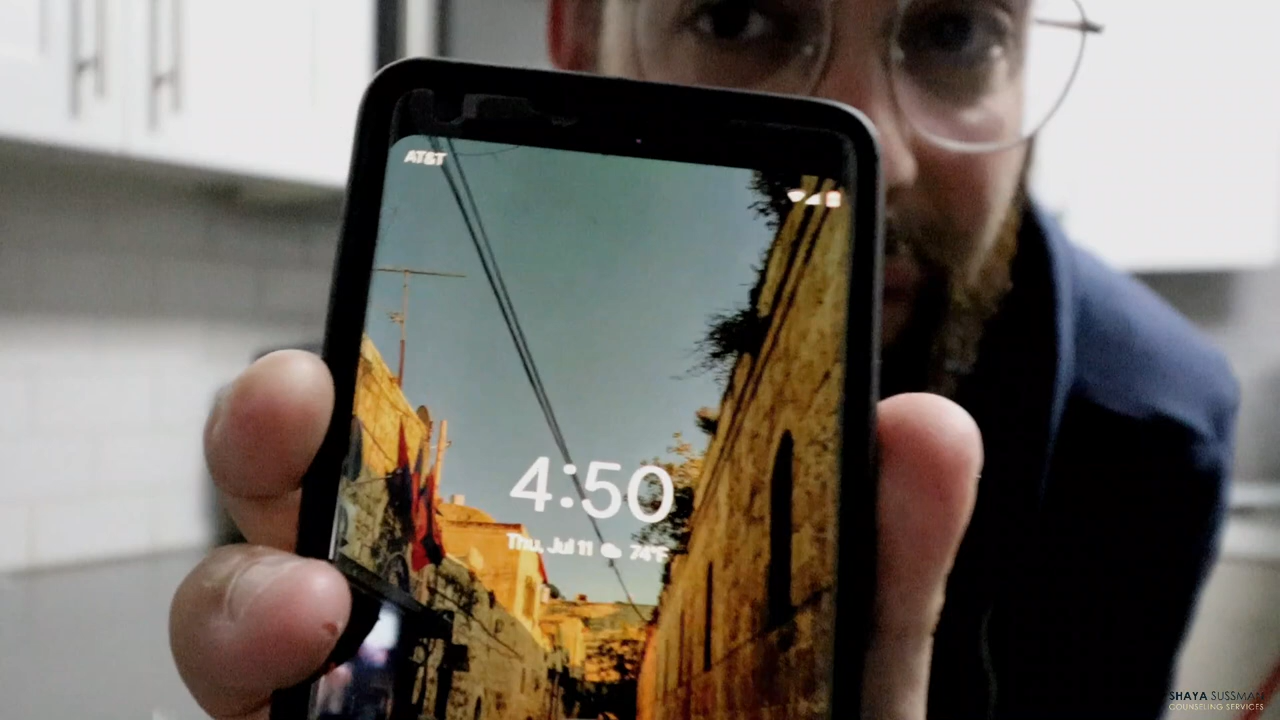 AT&T
4:50
Thu, Jul 11 74°F
SHAYA SUSSMAN
COUNSELING SERVICES